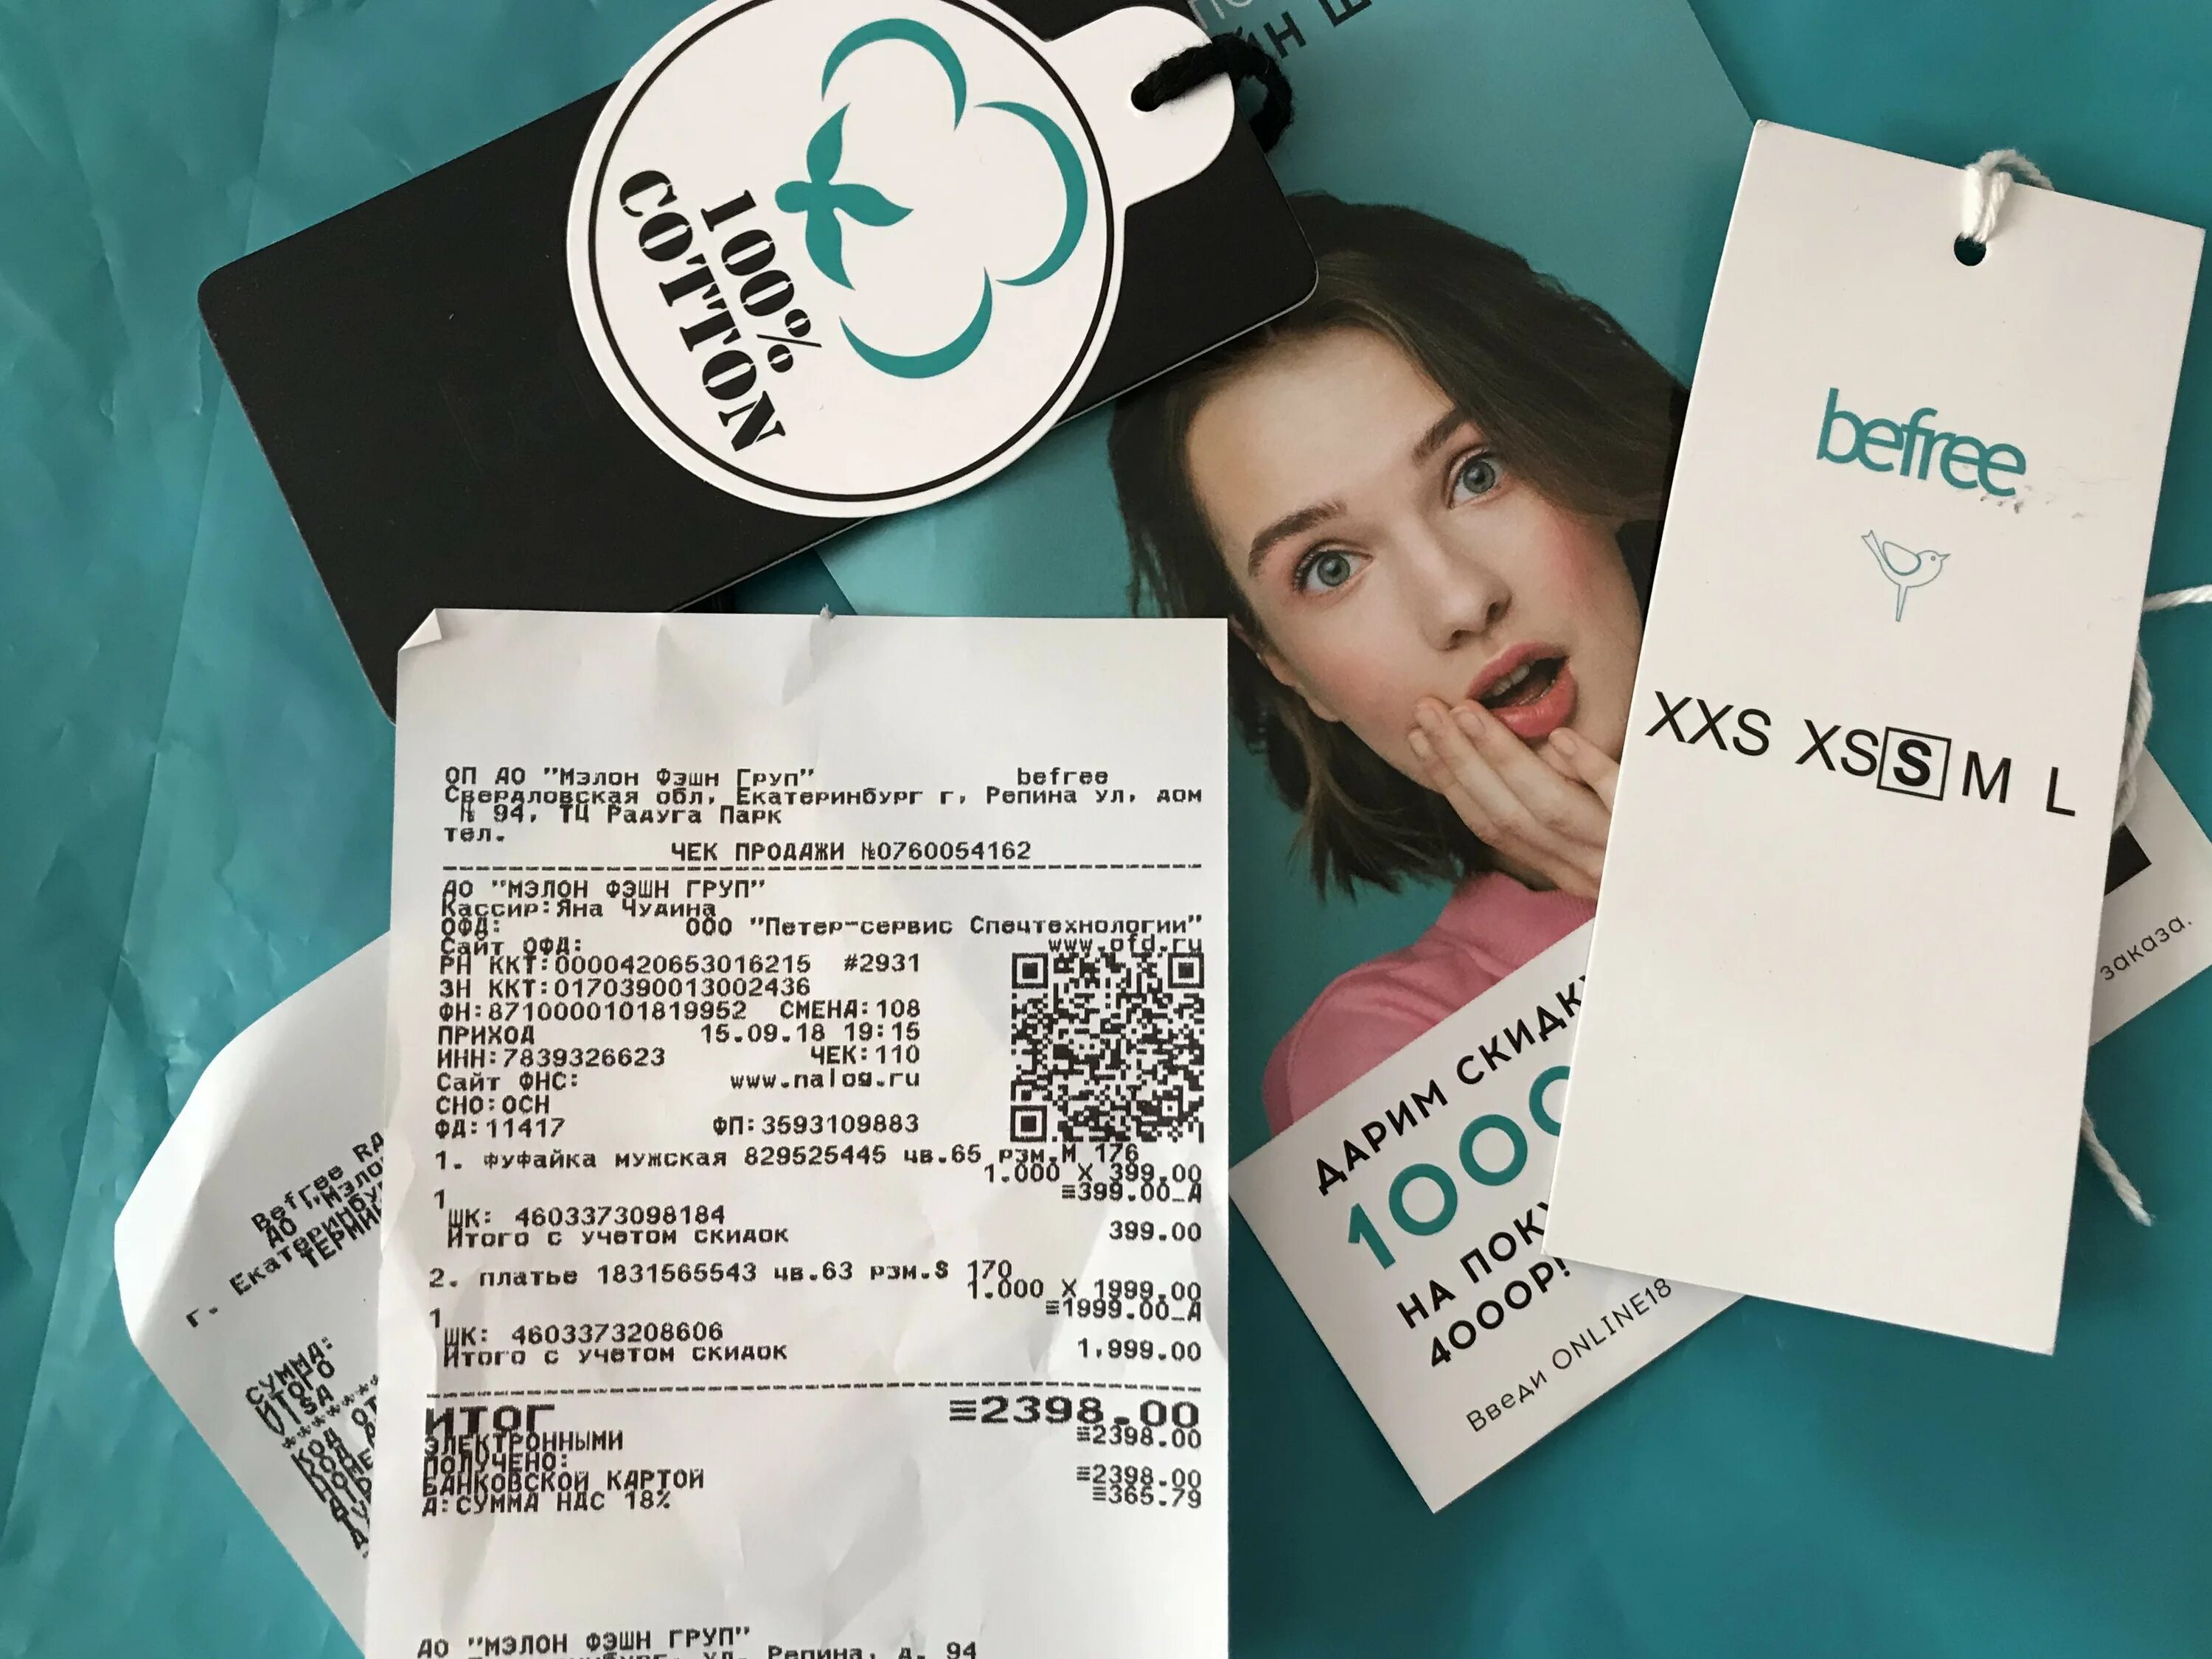 100%
COTTON
befree
XXS XS S M L
ОП АО "Мэлон Фэшн Груп" befree
Свердловская обл, Екатеринбург г, Репина ул, дом
№ 94, ТЦ Радуга Парк
тел.
ЧЕК ПРОДАЖИ №0760054162
АО "МЭЛОН ФЭШН ГРУП"
Кассир:Яна Чудина
ОФД: ООО "Петер-сервис Спецтехнологии"
Сайт ОФД: www.ofd.ru
РН ККТ:0000420653016215 #2931
ЗН ККТ:0170390013002436
ФН:8710000101819952 СМЕНА:108
ПРИХОД 15.09.18 19:15
ИНН:7839326623 ЧЕК:110
Сайт ФНС: www.nalog.ru
СНО:ОСН
ФД:11417 ФП:3593109883
1. Фуфайка мужская 829525445 цв.65 рзм.M 176
1.000 X 399.00
1 ≡399.00_А
ШК: 4603373098184
Итого с учетом скидок 399.00
2. платье 1831565543 цв.63 рзм.S 170
1.000 X 1999.00
1 ≡1999.00_А
ШК: 4603373208606
Итого с учетом скидок 1,999.00
ИТОГ ≡2398.00
ЭЛЕКТРОННЫМИ ≡2398.00
ПОЛУЧЕНО:
БАНКОВСКОЙ КАРТОЙ ≡2398.00
А:СУММА НДС 18% ≡365.79
АО "МЭЛОН ФЭШН ГРУП"
ул. Репина, д. 94
Befree RA
АО "Мэло
г. Екатеринбу
ТЕРМИ
СУММА:
ИТОГО
VISA
КОД
ДАРИМ СКИДКУ
100
НА ПОКУ
4000Р!
Введи ONLINE18
заказа.